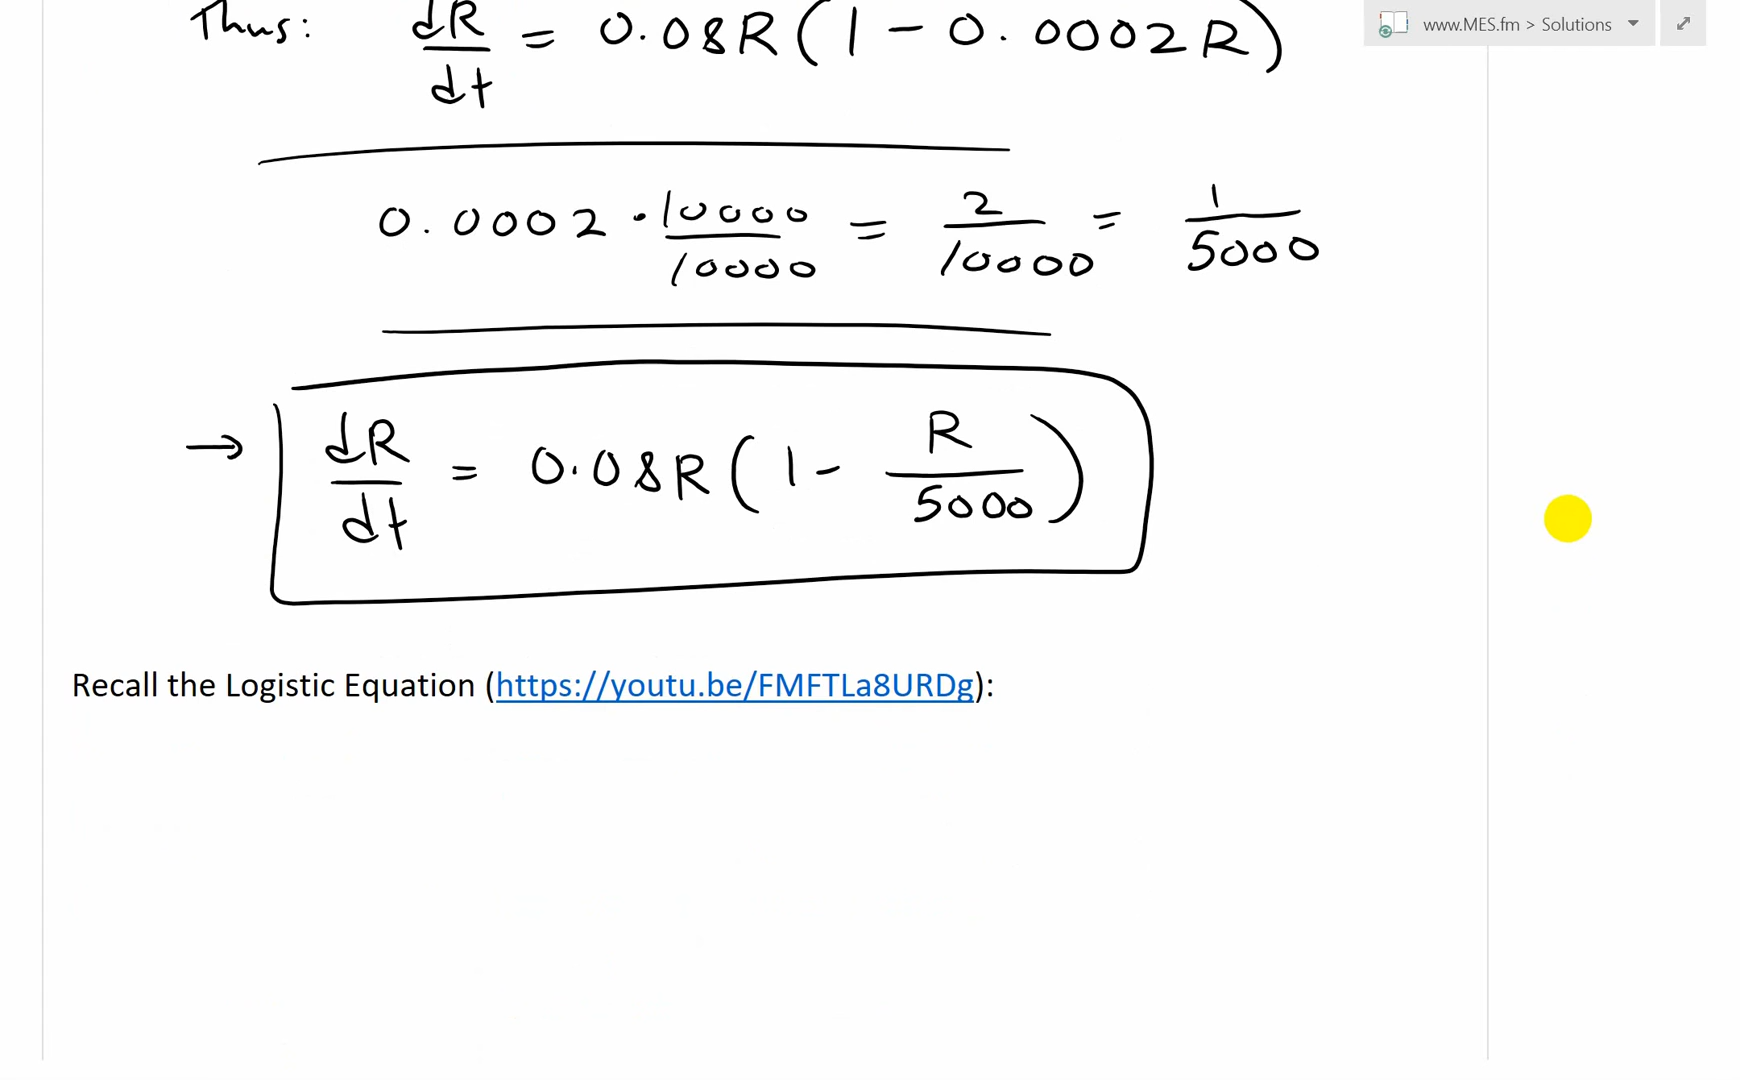 www.MES.fm > Solutions
Thus: dR/dt = 0.08R(1 - 0.0002R)
0.0002 · 10000/10000 = 2/10000 = 1/5000
→ dR/dt = 0.08R(1 - R/5000)
Recall the Logistic Equation (https://youtu.be/FMFTLa8URDg):